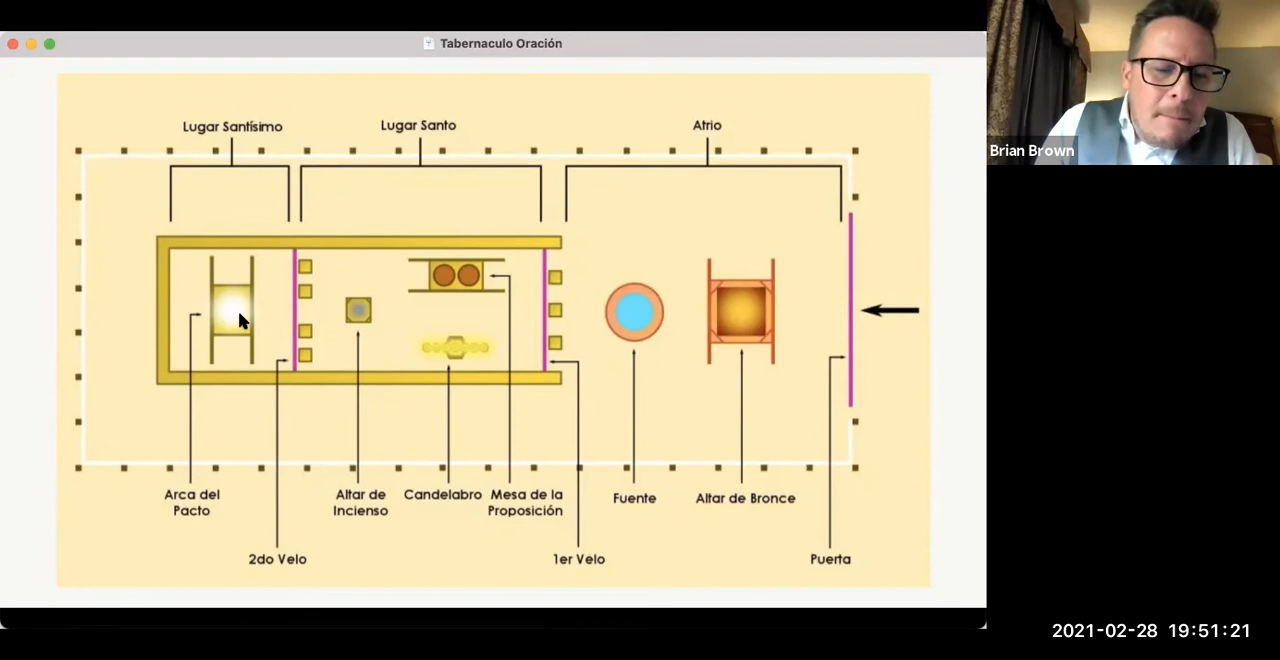 Tabernaculo Oración
Brian Brown
Lugar Santísimo
Lugar Santo
Atrio
Arca del
Pacto
Altar de
Incienso
Candelabro
Mesa de la
Proposición
Fuente
Altar de Bronce
2do Velo
1er Velo
Puerta
2021-02-28 19:51:21